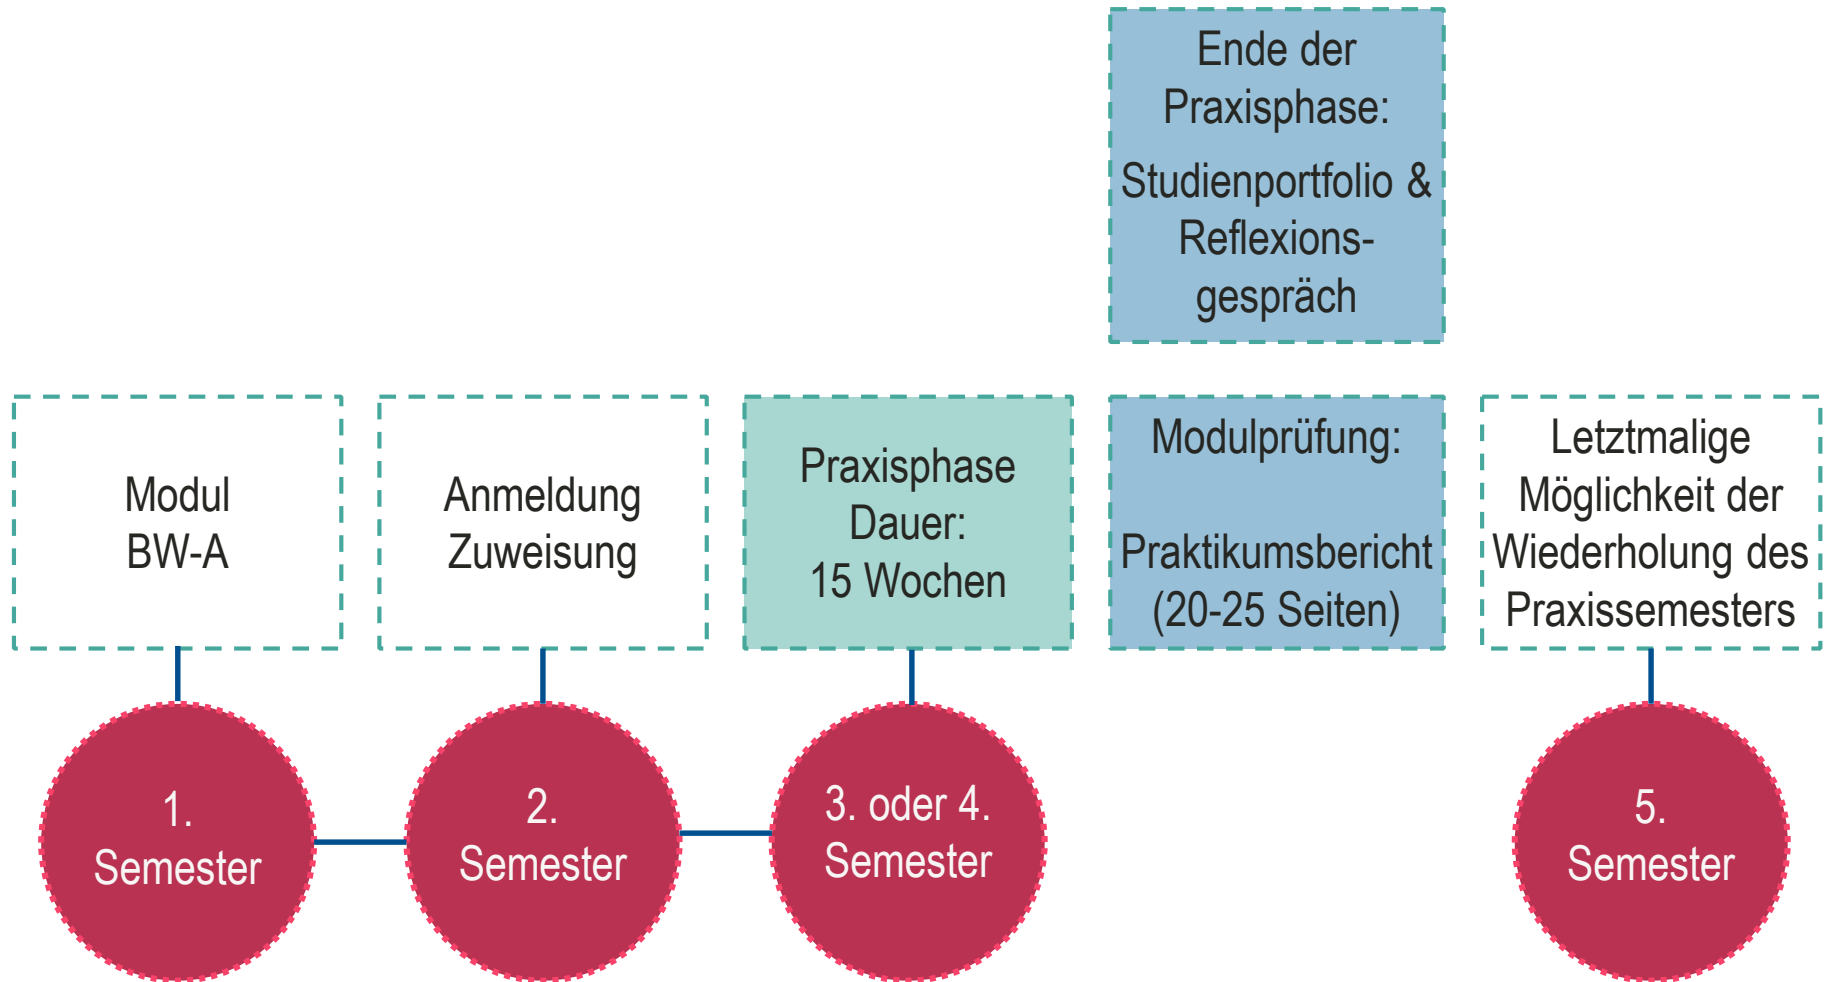 Ende der
Praxisphase:
Studienportfolio &
Reflexions-
gespräch
Modul
BW-A
Anmeldung
Zuweisung
Praxisphase
Dauer:
15 Wochen
Modulprüfung:
Praktikumsbericht
(20-25 Seiten)
Letztmalige
Möglichkeit der
Wiederholung des
Praxissemesters
1.
Semester
2.
Semester
3. oder 4.
Semester
5.
Semester